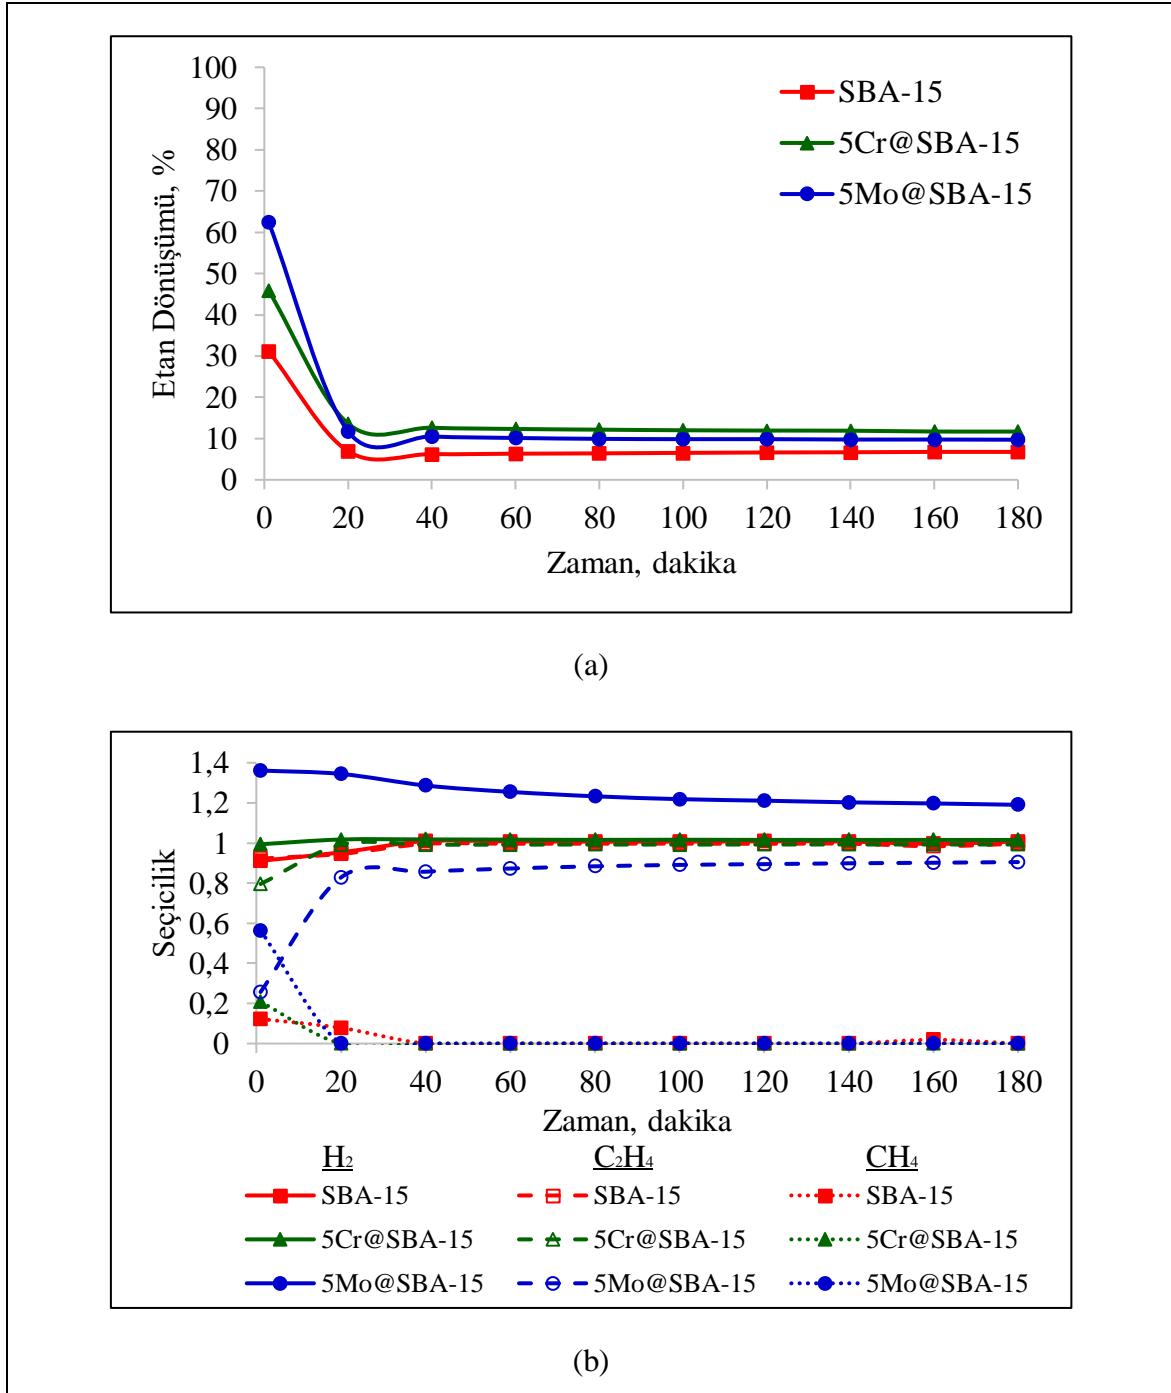 100
90
80
70
60
50
40
30
20
10
0
Etan Dönüşümü, %
SBA-15
5Cr@SBA-15
5Mo@SBA-15
0 20 40 60 80 100 120 140 160 180
Zaman, dakika
(a)
1,4
1,2
1
0,8
0,6
0,4
0,2
0
Seçicilik
0 20 40 60 80 100 120 140 160 180
Zaman, dakika
H₂ C₂H₄ CH₄
SBA-15 SBA-15 SBA-15
5Cr@SBA-15 5Cr@SBA-15 5Cr@SBA-15
5Mo@SBA-15 5Mo@SBA-15 5Mo@SBA-15
(b)